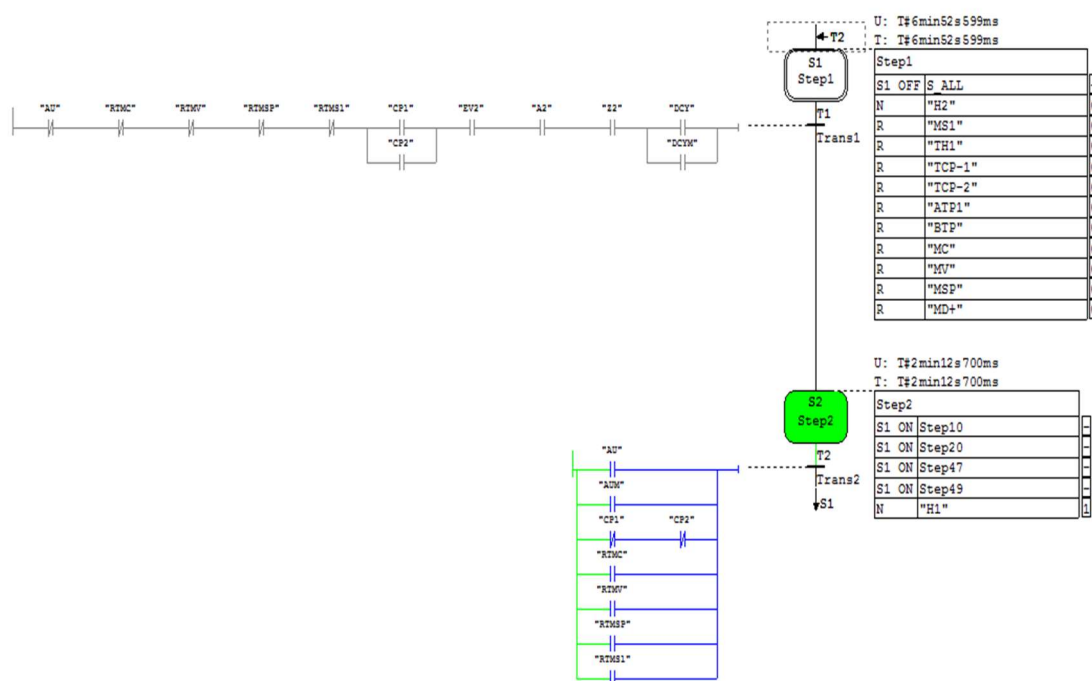 U: T#6min52s599ms
T2
T: T#6min52s599ms
S1
Step1
Step1
S1 OFF S_ALL
N "H2"
R "MS1"
R "TH1"
R "TCP-1"
R "TCP-2"
R "ATP1"
R "BTP"
R "MC"
R "MV"
R "MSP"
R "MD+"
"AU" "RTMC" "RTMV" "RTMSP" "RTMS1" "CP1" "EV2" "A2" "Z2" "DCY"
T1
Trans1
"CP2" "DCYM"
U: T#2min12s700ms
T: T#2min12s700ms
S2
Step2
Step2
S1 ON Step10
S1 ON Step20
S1 ON Step47
S1 ON Step49
N "H1" 1
"AU"
T2
Trans2
S1
"AUM"
"CP1" "CP2"
"RTMC"
"RTMV"
"RTMSP"
"RTMS1"